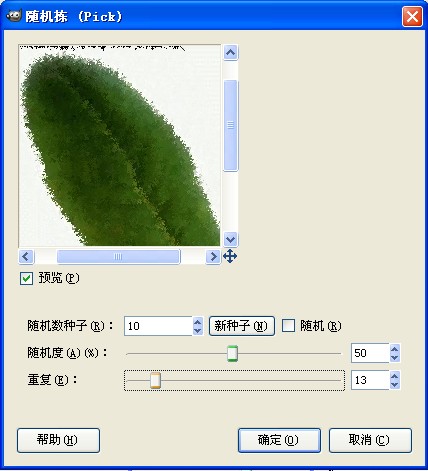 随机拣 (Pick)
预览(P)
随机数种子(R)： 10 新种子(N) 随机(R)
随机度(A)(%)： 50
重复(E)： 13
帮助(H) 确定(O) 取消(C)